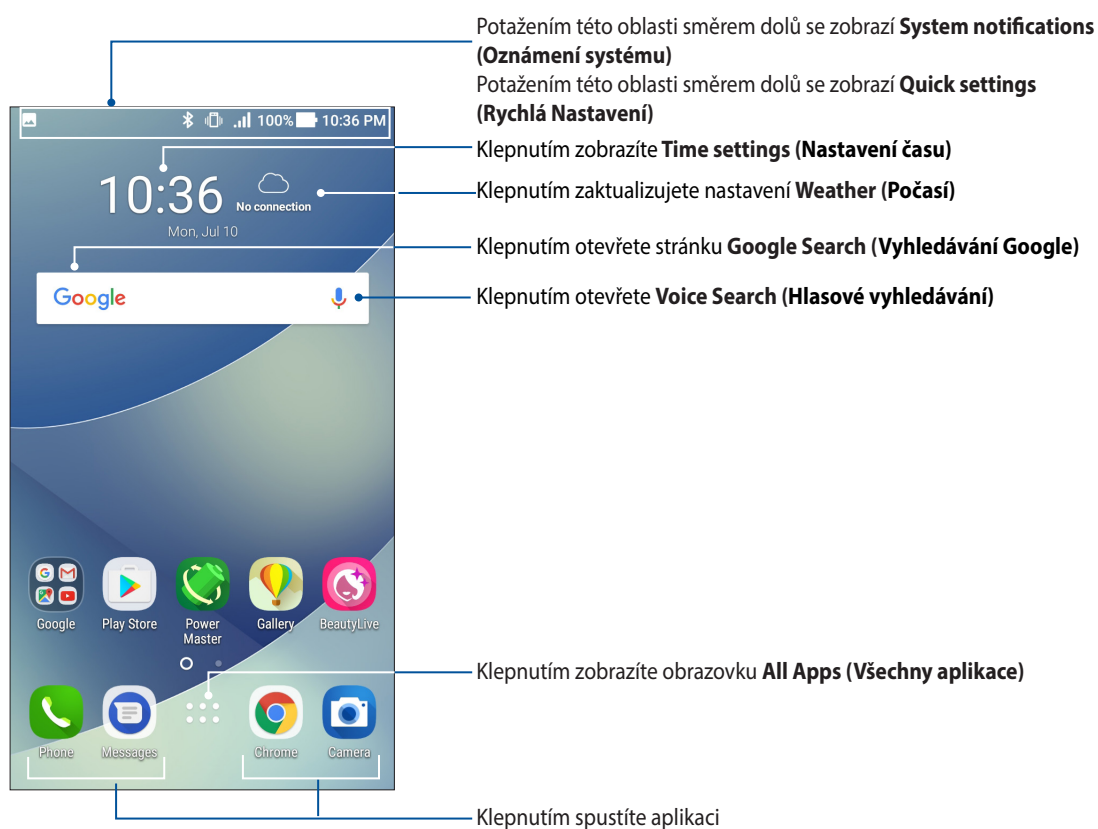 Potažením této oblasti směrem dolů se zobrazí System notifications
(Oznámení systému)
Potažením této oblasti směrem dolů se zobrazí Quick settings
(Rychlá Nastavení)
100% 10:36 PM
Klepnutím zobrazíte Time settings (Nastavení času)
10:36
No connection
Klepnutím zaktualizujete nastavení Weather (Počasí)
Mon, Jul 10
Klepnutím otevřete stránku Google Search (Vyhledávání Google)
Google
Klepnutím otevřete Voice Search (Hlasové vyhledávání)
Google
Play Store
Power
Master
Gallery
BeautyLive
Klepnutím zobrazíte obrazovku All Apps (Všechny aplikace)
Phone
Messages
Chrome
Camera
Klepnutím spustíte aplikaci